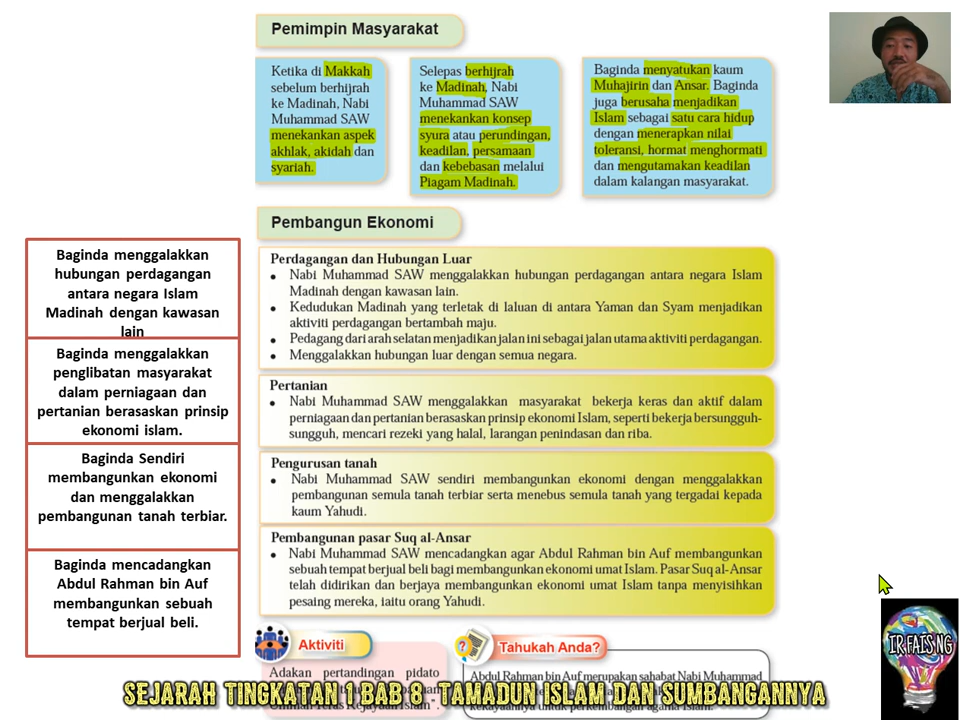 Pemimpin Masyarakat
Ketika di Makkah
sebelum berhijrah
ke Madinah, Nabi
Muhammad SAW
menekankan aspek
akhlak, akidah dan
syariah.
Selepas berhijrah
ke Madinah, Nabi
Muhammad SAW
menekankan konsep
syura atau perundingan,
keadilan, persamaan
dan kebebasan melalui
Piagam Madinah.
Baginda menyatukan kaum
Muhajirin dan Ansar. Baginda
juga berusaha menjadikan
Islam sebagai satu cara hidup
dengan menerapkan nilai
toleransi, hormat menghormati
dan mengutamakan keadilan
dalam kalangan masyarakat.
Pembangun Ekonomi
Baginda menggalakkan
hubungan perdagangan
antara negara Islam
Madinah dengan kawasan
lain
Baginda menggalakkan
penglibatan masyarakat
dalam perniagaan dan
pertanian berasaskan prinsip
ekonomi islam.
Baginda Sendiri
membangunkan ekonomi
dan menggalakkan
pembangunan tanah terbiar.
Baginda mencadangkan
Abdul Rahman bin Auf
membangunkan sebuah
tempat berjual beli.
Perdagangan dan Hubungan Luar
• Nabi Muhammad SAW menggalakkan hubungan perdagangan antara negara Islam
Madinah dengan kawasan lain.
• Kedudukan Madinah yang terletak di laluan di antara Yaman dan Syam menjadikan
aktiviti perdagangan bertambah maju.
• Pedagang dari arah selatan menjadikan jalan ini sebagai jalan utama aktiviti perdagangan.
• Menggalakkan hubungan luar dengan semua negara.
Pertanian
• Nabi Muhammad SAW menggalakkan masyarakat bekerja keras dan aktif dalam
perniagaan dan pertanian berasaskan prinsip ekonomi Islam, seperti bekerja bersungguh-
sungguh, mencari rezeki yang halal, larangan penindasan dan riba.
Pengurusan tanah
• Nabi Muhammad SAW sendiri membangunkan ekonomi dengan menggalakkan
pembangunan semula tanah terbiar serta menebus semula tanah yang tergadai kepada
kaum Yahudi.
Pembangunan pasar Suq al-Ansar
• Nabi Muhammad SAW mencadangkan agar Abdul Rahman bin Auf membangunkan
sebuah tempat berjual beli bagi membangunkan ekonomi umat Islam. Pasar Suq al-Ansar
telah didirikan dan berjaya membangunkan ekonomi umat Islam tanpa menyisihkan
pesaing mereka, iaitu orang Yahudi.
Aktiviti
Adakan pertandingan pidato
Tahukah Anda?
Abdul Rahman bin Auf merupakan sahabat Nabi Muhammad
SEJARAH TINGKATAN 1 BAB 8 : TAMADUN ISLAM DAN SUMBANGANNYA
IR FATS NG